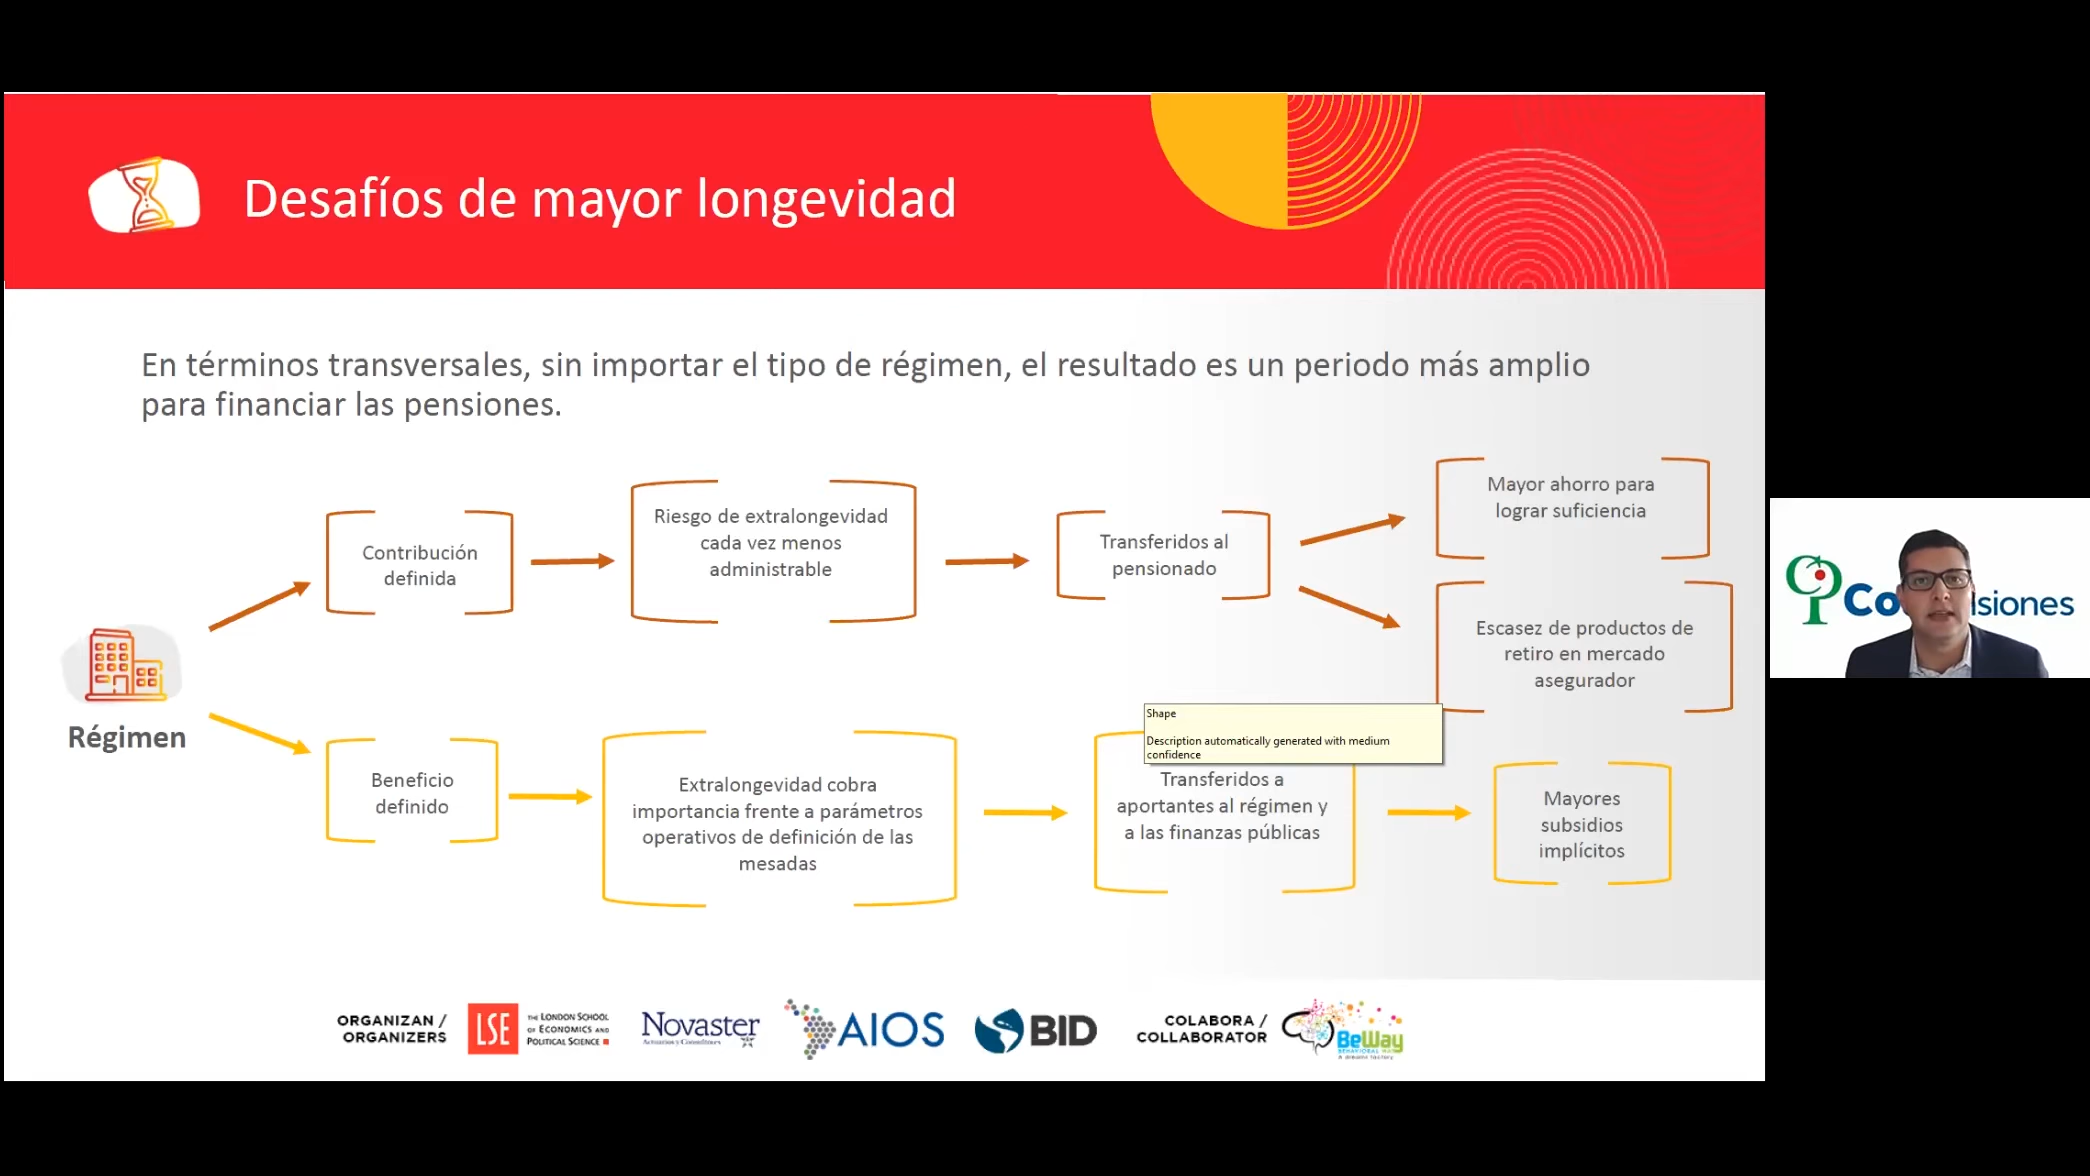 Desafíos de mayor longevidad
En términos transversales, sin importar el tipo de régimen, el resultado es un periodo más amplio
para financiar las pensiones.
Régimen
Contribución
definida
Riesgo de extralongevidad
cada vez menos
administrable
Transferidos al
pensionado
Mayor ahorro para
lograr suficiencia
Escasez de productos de
retiro en mercado
asegurador
Beneficio
definido
Extralongevidad cobra
importancia frente a parámetros
operativos de definición de las
mesadas
Shape
Description automatically generated with medium
confidence
Transferidos a
aportantes al régimen y
a las finanzas públicas
Mayores
subsidios
implícitos
Co isiones
ORGANIZAN /
ORGANIZERS
LSE
THE LONDON SCHOOL
OF ECONOMICS AND
POLITICAL SCIENCE
Novaster
Actuarios y Consultores
AIOS
BID
COLABORA /
COLLABORATOR
BeWay